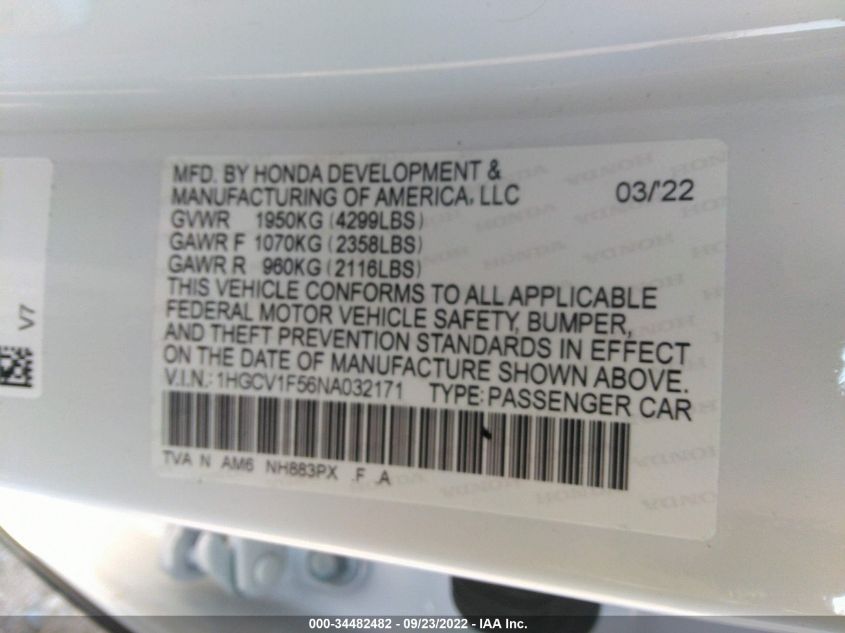 MFD. BY HONDA DEVELOPMENT &
MANUFACTURING OF AMERICA, LLC 03/'22
GVWR 1950KG (4299LBS)
GAWR F 1070KG (2358LBS)
GAWR R 960KG (2116LBS)
THIS VEHICLE CONFORMS TO ALL APPLICABLE
FEDERAL MOTOR VEHICLE SAFETY, BUMPER,
AND THEFT PREVENTION STANDARDS IN EFFECT
ON THE DATE OF MANUFACTURE SHOWN ABOVE.
V.I.N.: 1HGCV1F56NA032171 TYPE: PASSENGER CAR
TVA N AM6 NH883PX F .A
V7
000-34482482 - 09/23/2022 - IAA Inc.